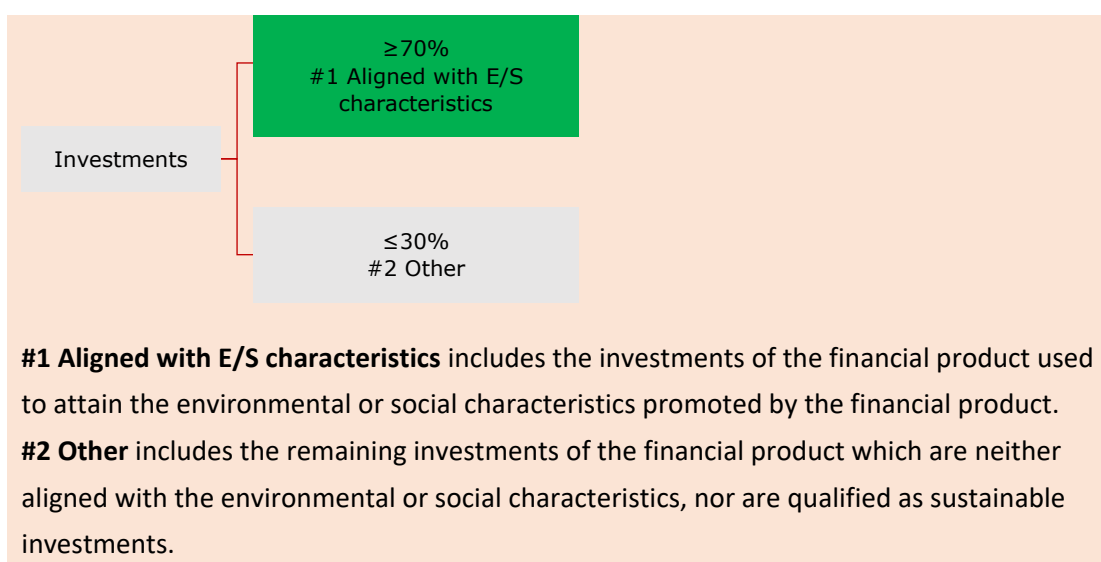 ≥70%
#1 Aligned with E/S
characteristics
Investments
≤30%
#2 Other
#1 Aligned with E/S characteristics includes the investments of the financial product used
to attain the environmental or social characteristics promoted by the financial product.
#2 Other includes the remaining investments of the financial product which are neither
aligned with the environmental or social characteristics, nor are qualified as sustainable
investments.